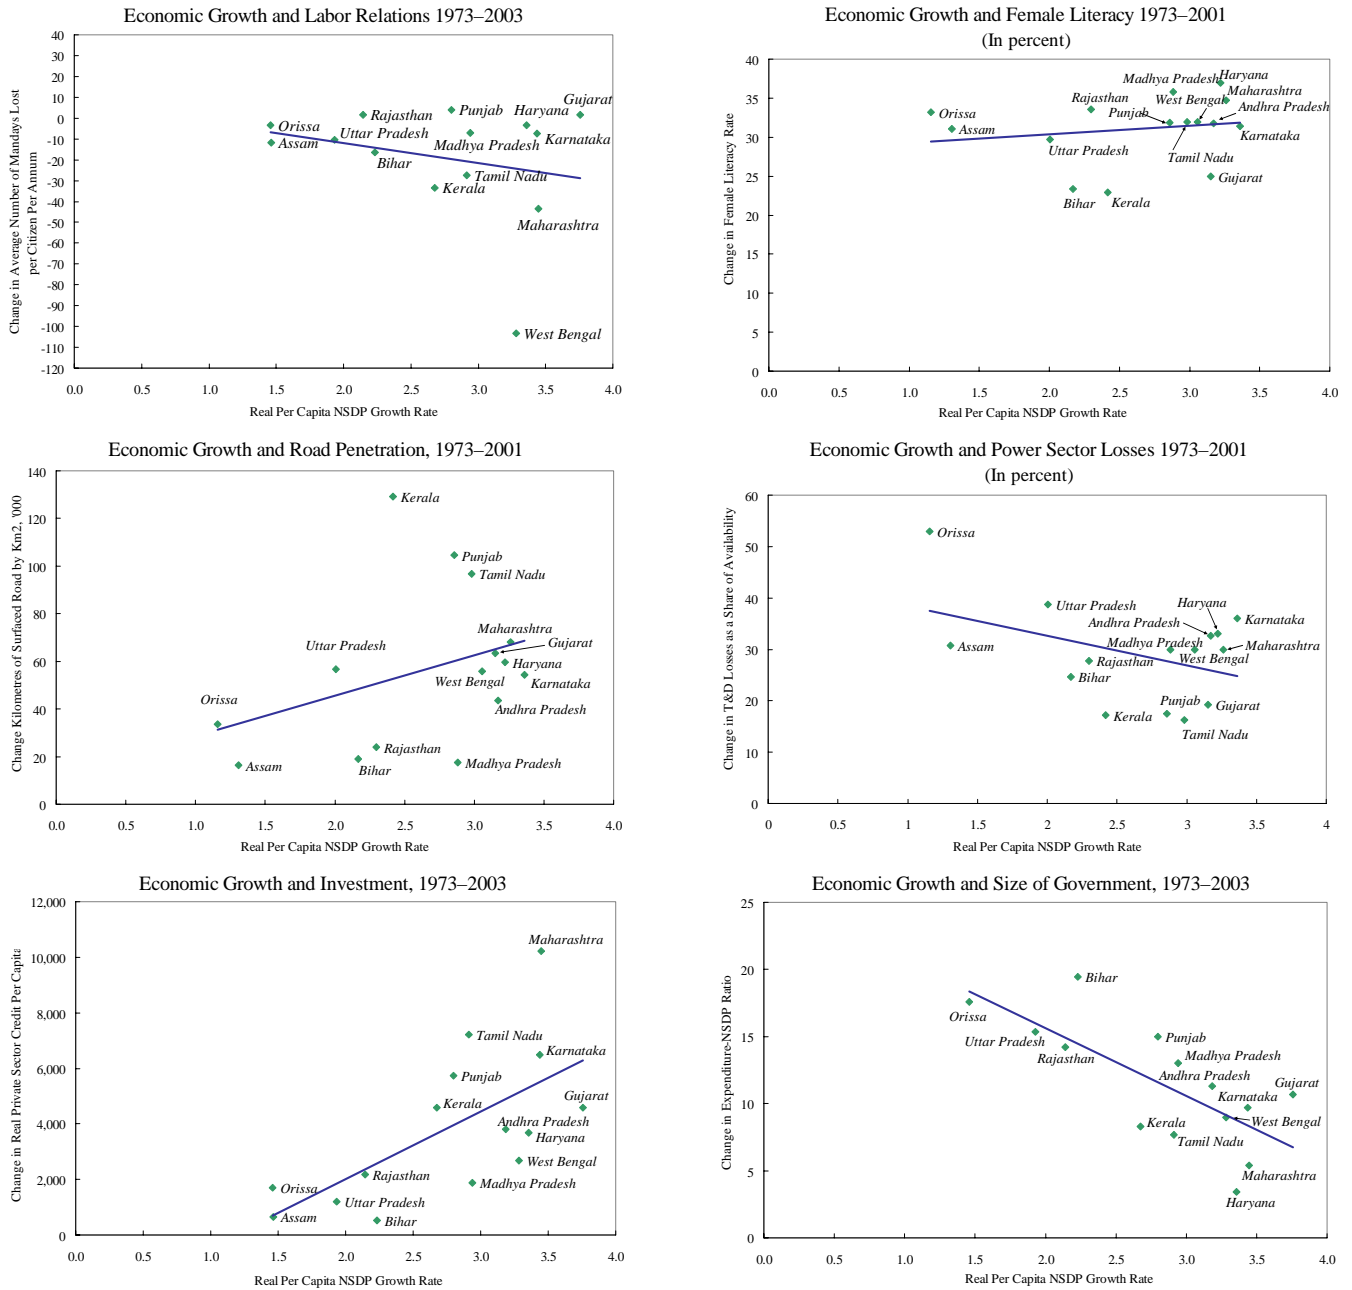 Economic Growth and Labor Relations 1973–2003
Change in Average Number of Mandays Lost
per Citizen Per Annum
40
30
20
10
0
-10
-20
-30
-40
-50
-60
-70
-80
-90
-100
-110
-120
Gujarat
Rajasthan
Punjab
Haryana
Orissa
Uttar Pradesh
Karnataka
Assam
Madhya Pradesh
Bihar
Tamil Nadu
Kerala
Maharashtra
West Bengal
0.0 0.5 1.0 1.5 2.0 2.5 3.0 3.5 4.0
Real Per Capita NSDP Growth Rate
Economic Growth and Female Literacy 1973–2001
(In percent)
Change in Female Literacy Rate
40
35
30
25
20
15
10
5
0
Madhya Pradesh
Haryana
Maharashtra
Rajasthan
West Bengal
Andhra Pradesh
Orissa
Punjab
Assam
Karnataka
Uttar Pradesh
Tamil Nadu
Gujarat
Bihar
Kerala
0.0 0.5 1.0 1.5 2.0 2.5 3.0 3.5 4.0
Real Per Capita NSDP Growth Rate
Economic Growth and Road Penetration, 1973–2001
Change Kilometres of Surfaced Road by Km2, '000
140
120
100
80
60
40
20
0
Kerala
Punjab
Tamil Nadu
Maharashtra
Uttar Pradesh
Gujarat
Haryana
West Bengal
Karnataka
Orissa
Andhra Pradesh
Rajasthan
Assam
Bihar
Madhya Pradesh
0.0 0.5 1.0 1.5 2.0 2.5 3.0 3.5 4.0
Real Per Capita NSDP Growth Rate
Economic Growth and Power Sector Losses 1973–2001
(In percent)
Change in T&D Losses as a Share of Availability
60
50
40
30
20
10
0
Orissa
Haryana
Uttar Pradesh
Karnataka
Andhra Pradesh
Madhya Pradesh
Maharashtra
Assam
West Bengal
Rajasthan
Bihar
Punjab
Gujarat
Kerala
Tamil Nadu
0 0.5 1 1.5 2 2.5 3 3.5 4
Real Per Capita NSDP Growth Rate
Economic Growth and Investment, 1973–2003
Change in Real Private Sector Credit Per Capita
12,000
10,000
8,000
6,000
4,000
2,000
0
Maharashtra
Tamil Nadu
Karnataka
Punjab
Gujarat
Kerala
Andhra Pradesh
Haryana
West Bengal
Rajasthan
Madhya Pradesh
Orissa
Uttar Pradesh
Assam
Bihar
0.0 0.5 1.0 1.5 2.0 2.5 3.0 3.5 4.0
Real Per Capita NSDP Growth Rate
Economic Growth and Size of Government, 1973–2003
Change in Expenditure-NSDP Ratio
25
20
15
10
5
0
Bihar
Orissa
Uttar Pradesh
Punjab
Rajasthan
Madhya Pradesh
Andhra Pradesh
Gujarat
Karnataka
Kerala
West Bengal
Tamil Nadu
Maharashtra
Haryana
0.0 0.5 1.0 1.5 2.0 2.5 3.0 3.5 4.0
Real Per Capita NSDP Growth Rate